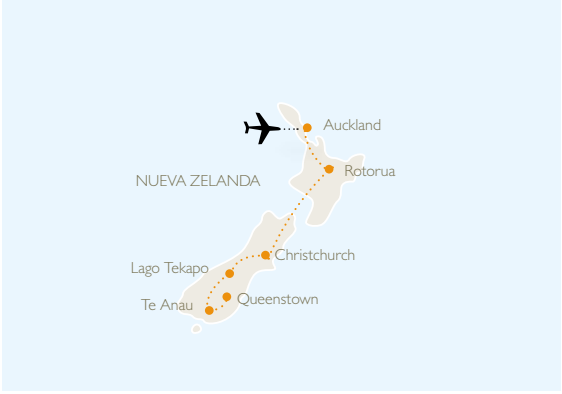 Auckland
Rotorua
NUEVA ZELANDA
Christchurch
Lago Tekapo
Queenstown
Te Anau